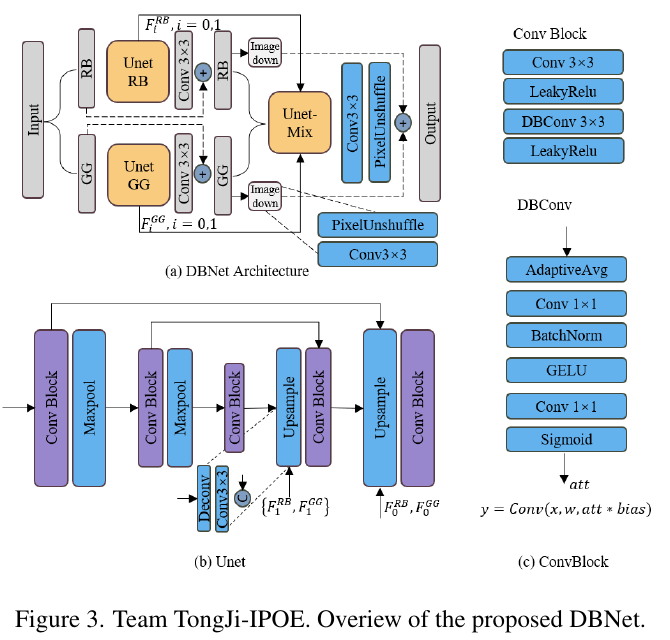 F_i^{RB}, i = 0,1
Input
RB
Unet
RB
Conv 3×3
+
RB
Image
down
Unet-
Mix
Conv3×3
PixelUnshuffle
+
Output
GG
Unet
GG
Conv 3×3
+
GG
Image
down
F_i^{GG}, i = 0,1
PixelUnshuffle
Conv3×3
(a) DBNet Architecture
Conv Block
Conv 3×3
LeakyRelu
DBConv 3×3
LeakyRelu
DBConv
AdaptiveAvg
Conv 1×1
BatchNorm
GELU
Conv 1×1
Sigmoid
att
y = Conv(x, w, att * bias)
(c) ConvBlock
Conv Block
Maxpool
Conv Block
Maxpool
Conv Block
Upsample
Conv Block
Upsample
Conv Block
Deconv
Conv3×3
C
{F_1^{RB}, F_1^{GG}}
F_0^{RB}, F_0^{GG}
(b) Unet
Figure 3. Team TongJi-IPOE. Overiew of the proposed DBNet.